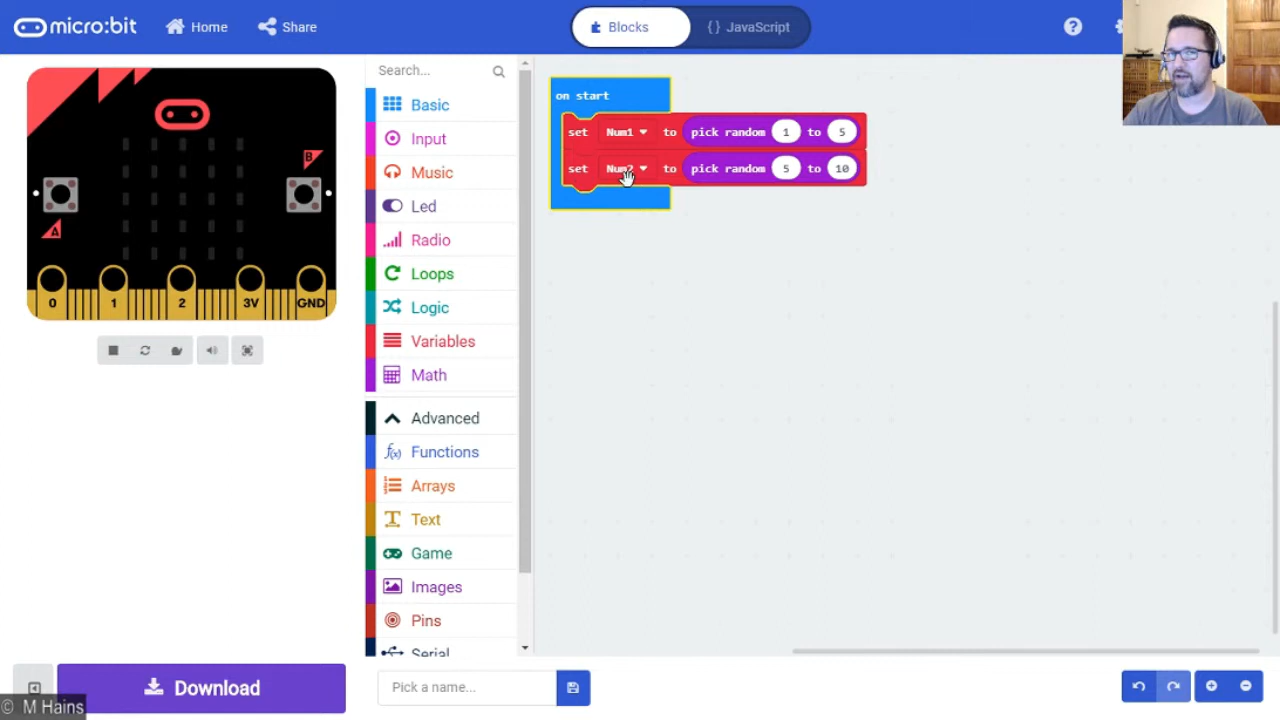 micro:bit
Home
Share
Blocks
{ } JavaScript
?
Search...
Basic
Input
Music
Led
Radio
Loops
Logic
Variables
Math
Advanced
f(x) Functions
Arrays
Text
Game
Images
Pins
Serial
on start
set Num1 to pick random 1 to 5
set Num2 to pick random 5 to 10
B
A
0 1 2 3V GND
Download
Pick a name...
© M Hains